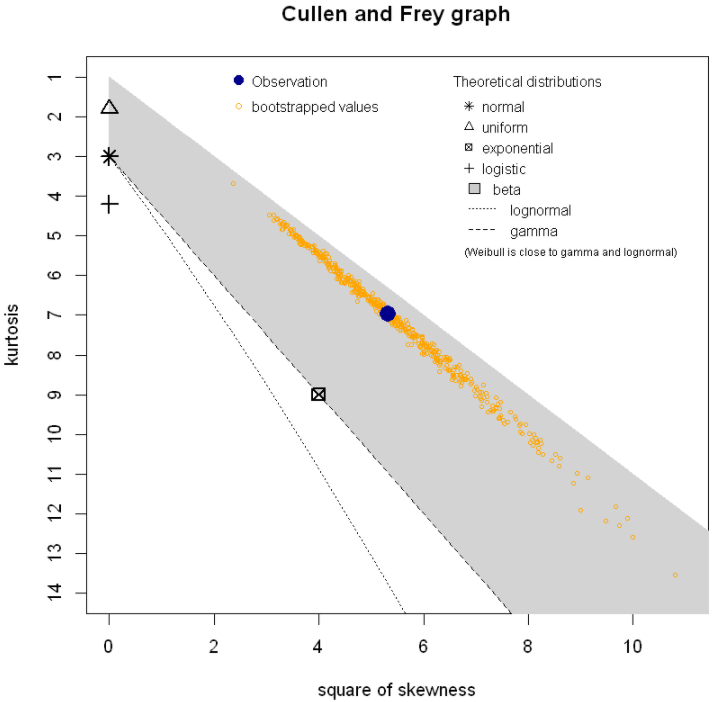 Cullen and Frey graph
Observation
bootstrapped values
Theoretical distributions
normal
uniform
exponential
logistic
beta
lognormal
gamma
(Weibull is close to gamma and lognormal)
kurtosis
1
2
3
4
5
6
7
8
9
10
11
12
13
14
0 2 4 6 8 10
square of skewness